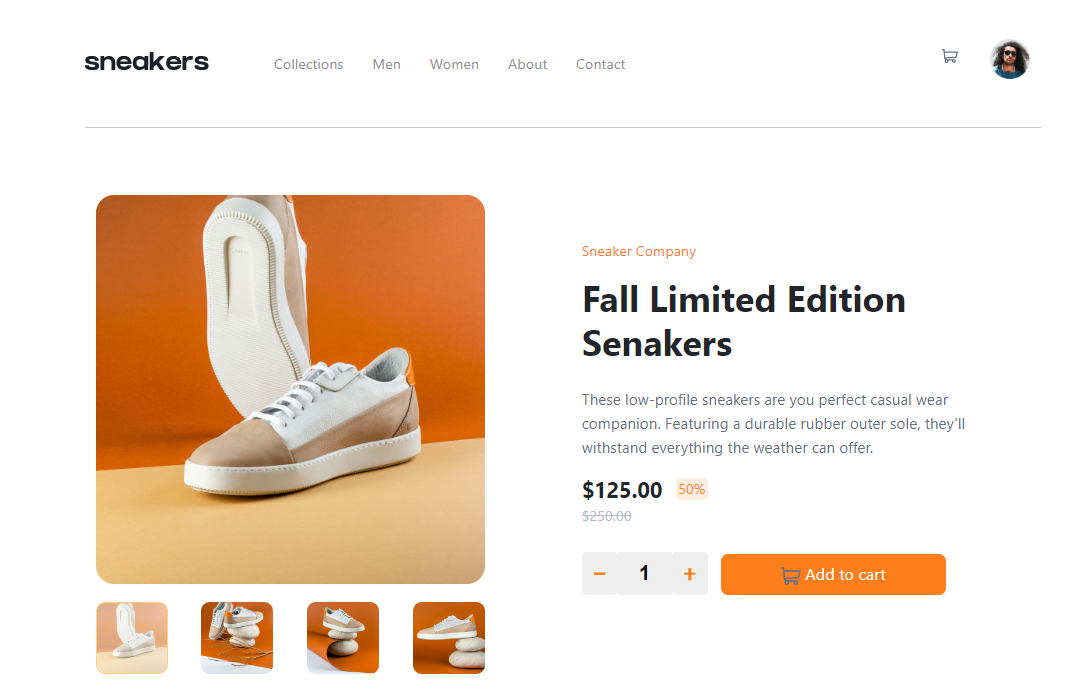 sneakers
Collections Men Women About Contact
Sneaker Company
Fall Limited Edition
Senakers
These low-profile sneakers are you perfect casual wear
companion. Featuring a durable rubber outer sole, they'll
withstand everything the weather can offer.
$125.00 50%
$250.00
− 1 + Add to cart